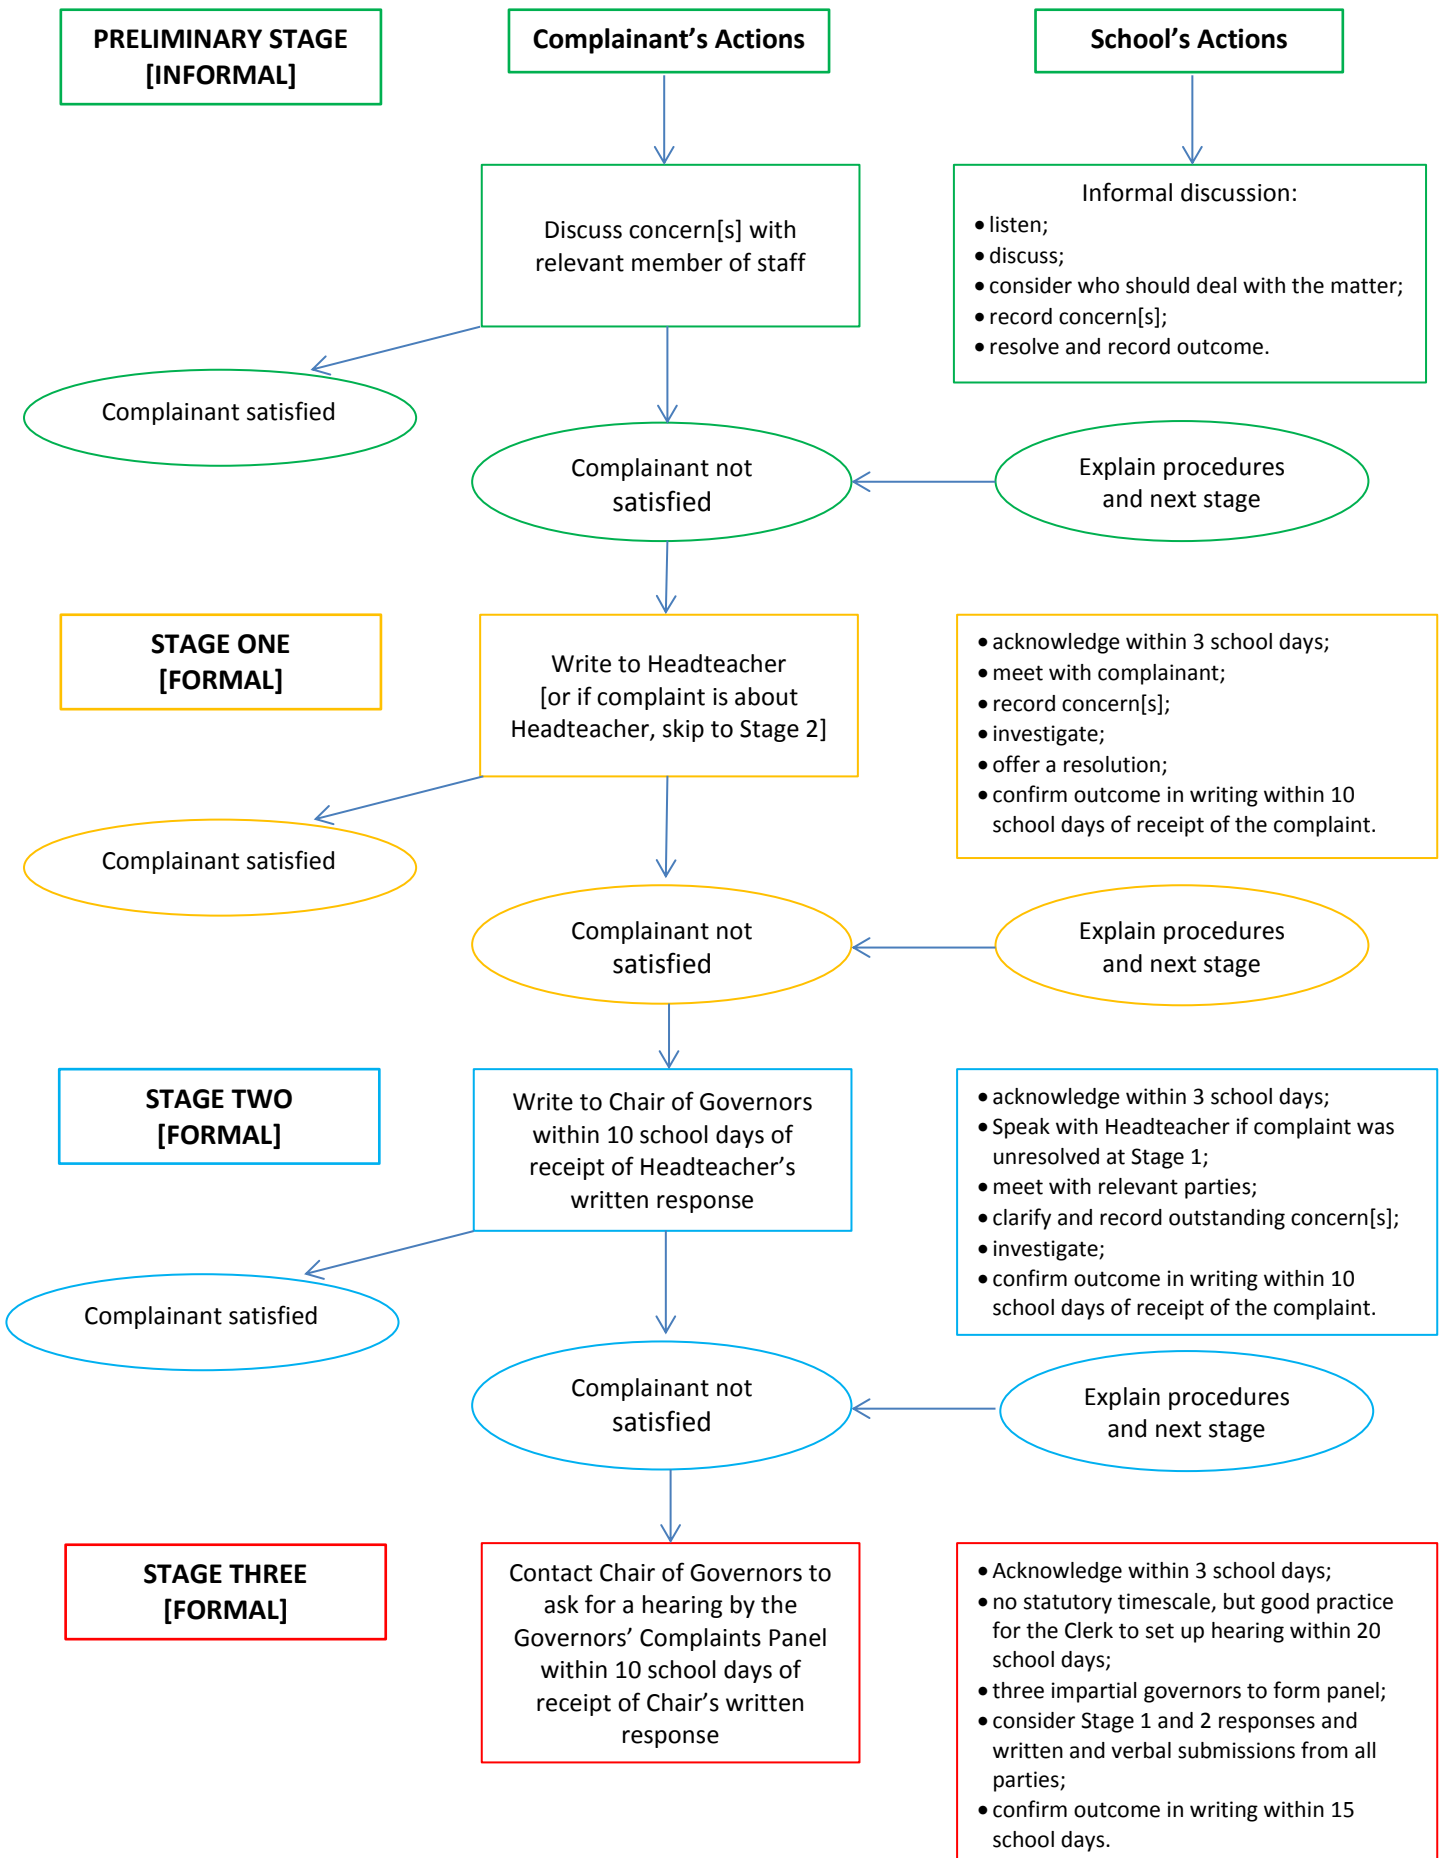 PRELIMINARY STAGE
[INFORMAL]
Complainant's Actions
School's Actions
Discuss concern[s] with
relevant member of staff
Informal discussion:
• listen;
• discuss;
• consider who should deal with the matter;
• record concern[s];
• resolve and record outcome.
Complainant satisfied
Complainant not
satisfied
Explain procedures
and next stage
STAGE ONE
[FORMAL]
Write to Headteacher
[or if complaint is about
Headteacher, skip to Stage 2]
• acknowledge within 3 school days;
• meet with complainant;
• record concern[s];
• investigate;
• offer a resolution;
• confirm outcome in writing within 10
school days of receipt of the complaint.
Complainant satisfied
Complainant not
satisfied
Explain procedures
and next stage
STAGE TWO
[FORMAL]
Write to Chair of Governors
within 10 school days of
receipt of Headteacher's
written response
• acknowledge within 3 school days;
• Speak with Headteacher if complaint was
unresolved at Stage 1;
• meet with relevant parties;
• clarify and record outstanding concern[s];
• investigate;
• confirm outcome in writing within 10
school days of receipt of the complaint.
Complainant satisfied
Complainant not
satisfied
Explain procedures
and next stage
STAGE THREE
[FORMAL]
Contact Chair of Governors to
ask for a hearing by the
Governors' Complaints Panel
within 10 school days of
receipt of Chair's written
response
• Acknowledge within 3 school days;
• no statutory timescale, but good practice
for the Clerk to set up hearing within 20
school days;
• three impartial governors to form panel;
• consider Stage 1 and 2 responses and
written and verbal submissions from all
parties;
• confirm outcome in writing within 15
school days.